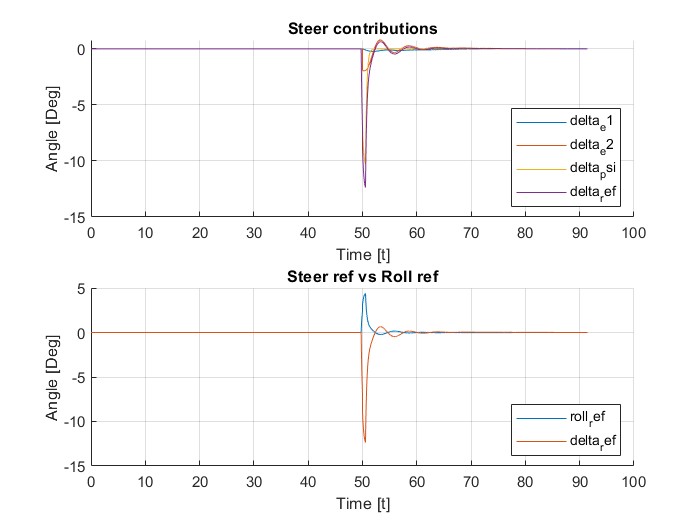 Steer contributions
0
-5
-10
-15
Angle [Deg]
delta_e1
delta_e2
delta_psi
delta_ref
0 10 20 30 40 50 60 70 80 90 100
Time [t]
Steer ref vs Roll ref
5
0
-5
-10
-15
Angle [Deg]
roll_ref
delta_ref
0 10 20 30 40 50 60 70 80 90 100
Time [t]